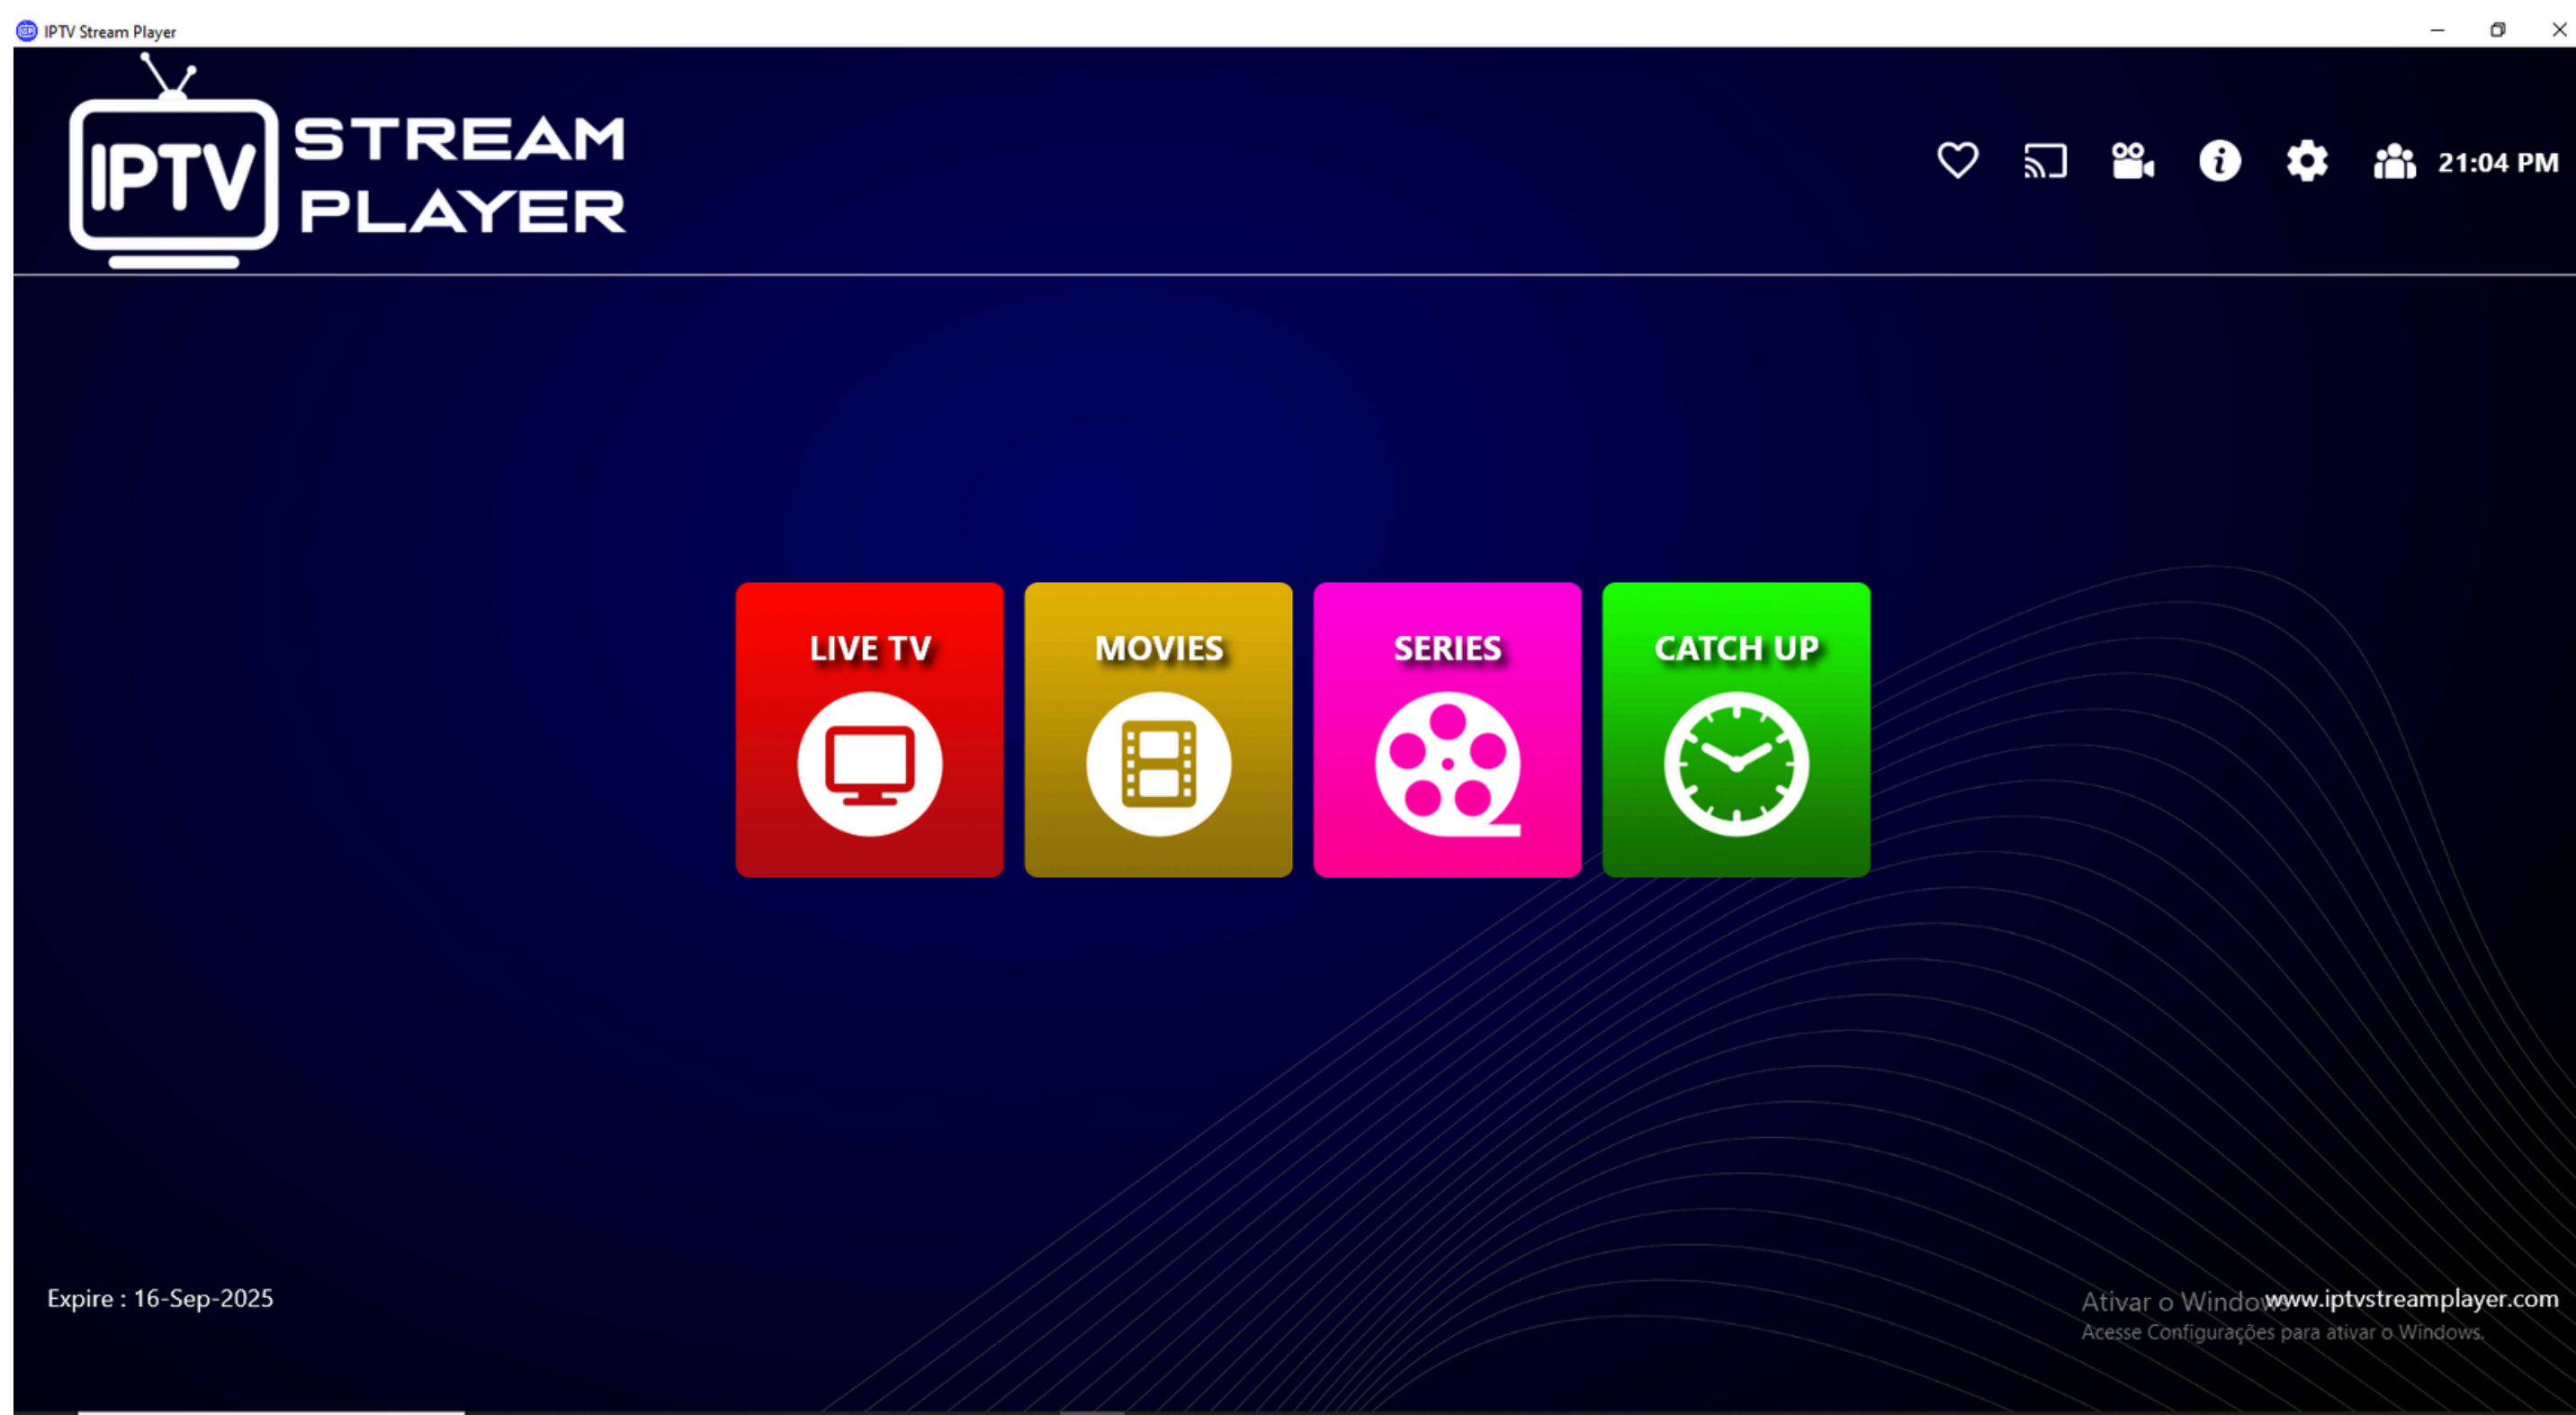 IPTV Stream Player
IPTV STREAM
PLAYER
21:04 PM
LIVE TV
MOVIES
SERIES
CATCH UP
Expire : 16-Sep-2025
Ativar o Windows
www.iptvstreamplayer.com
Acesse Configurações para ativar o Windows.